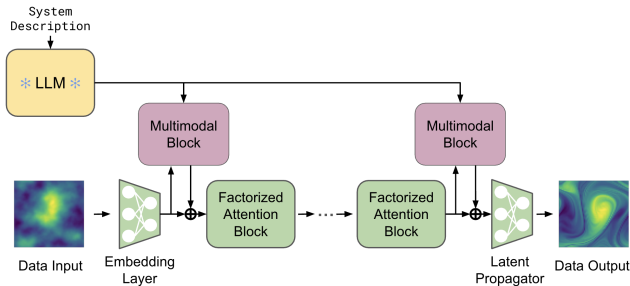 System
Description
LLM
Multimodal
Block
Multimodal
Block
Factorized
Attention
Block
Factorized
Attention
Block
Data Input
Embedding
Layer
Latent
Propagator
Data Output